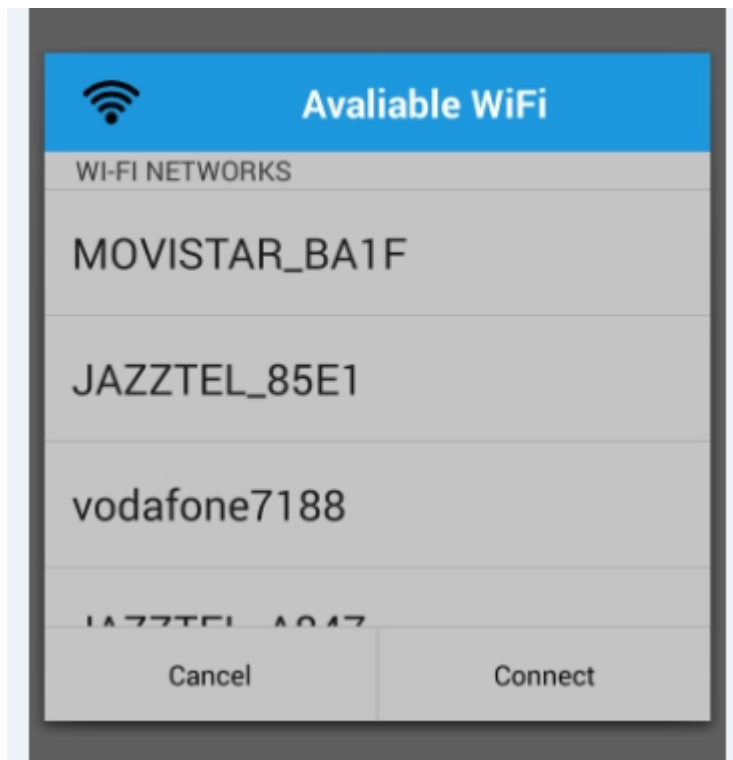 Avaliable WiFi
WI-FI NETWORKS
MOVISTAR_BA1F
JAZZTEL_85E1
vodafone7188
Cancel
Connect